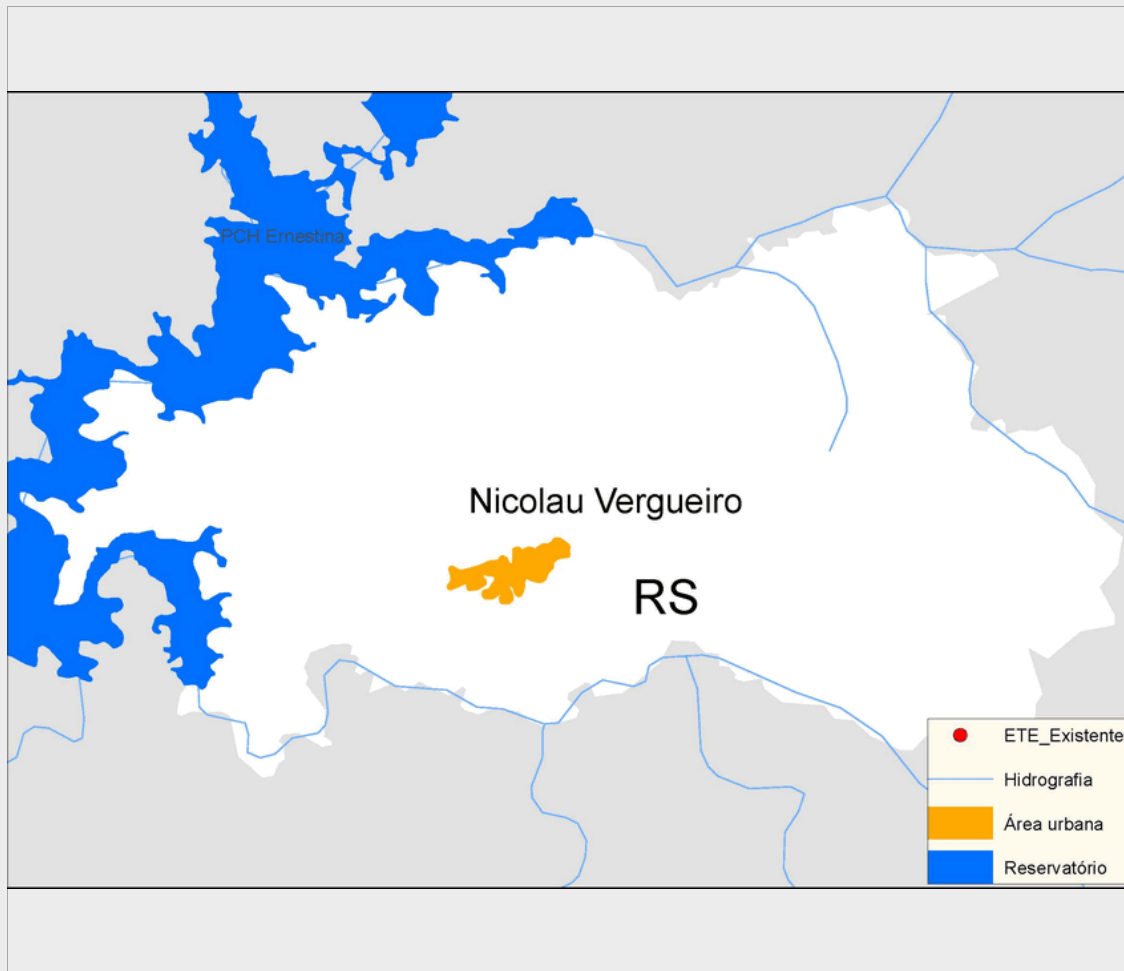 PCH Ernestina
Nicolau Vergueiro
RS
ETE_Existente
Hidrografia
Área urbana
Reservatório